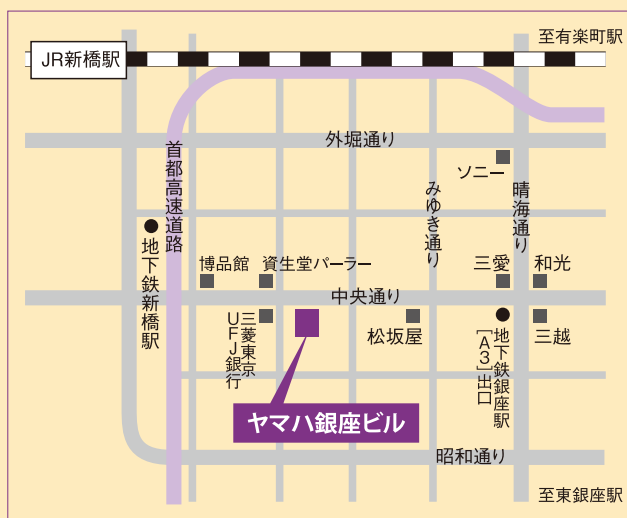 至有楽町駅
JR新橋駅
外堀通り
首都高速道路
ソニー
みゆき通り
晴海通り
地下鉄新橋駅
博品館
資生堂パーラー
三愛
和光
中央通り
三菱東京
UFJ銀行
松坂屋
地下鉄銀座駅
［A3］出口
三越
ヤマハ銀座ビル
昭和通り
至東銀座駅